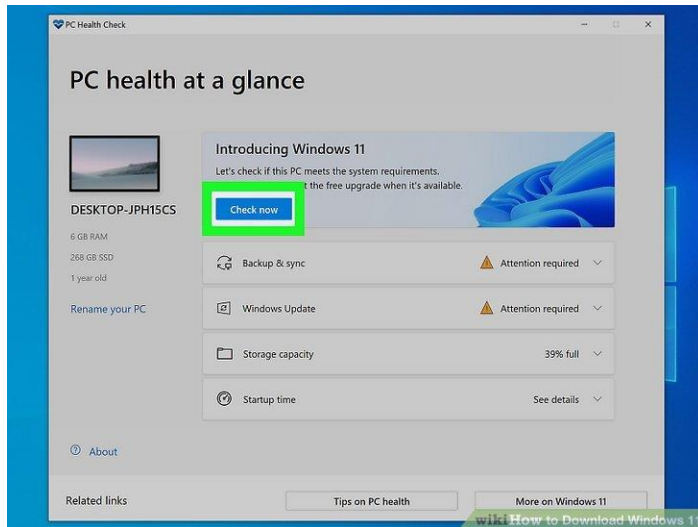 PC Health Check
PC health at a glance
DESKTOP-JPH15CS
6 GB RAM
268 GB SSD
1 year old
Rename your PC
Introducing Windows 11
Let's check if this PC meets the system requirements.
the free upgrade when it's available.
Check now
Backup & sync
Attention required
Windows Update
Attention required
Storage capacity
39% full
Startup time
See details
About
Related links
Tips on PC health
More on Windows 11
wikiHow to Download Windows 11